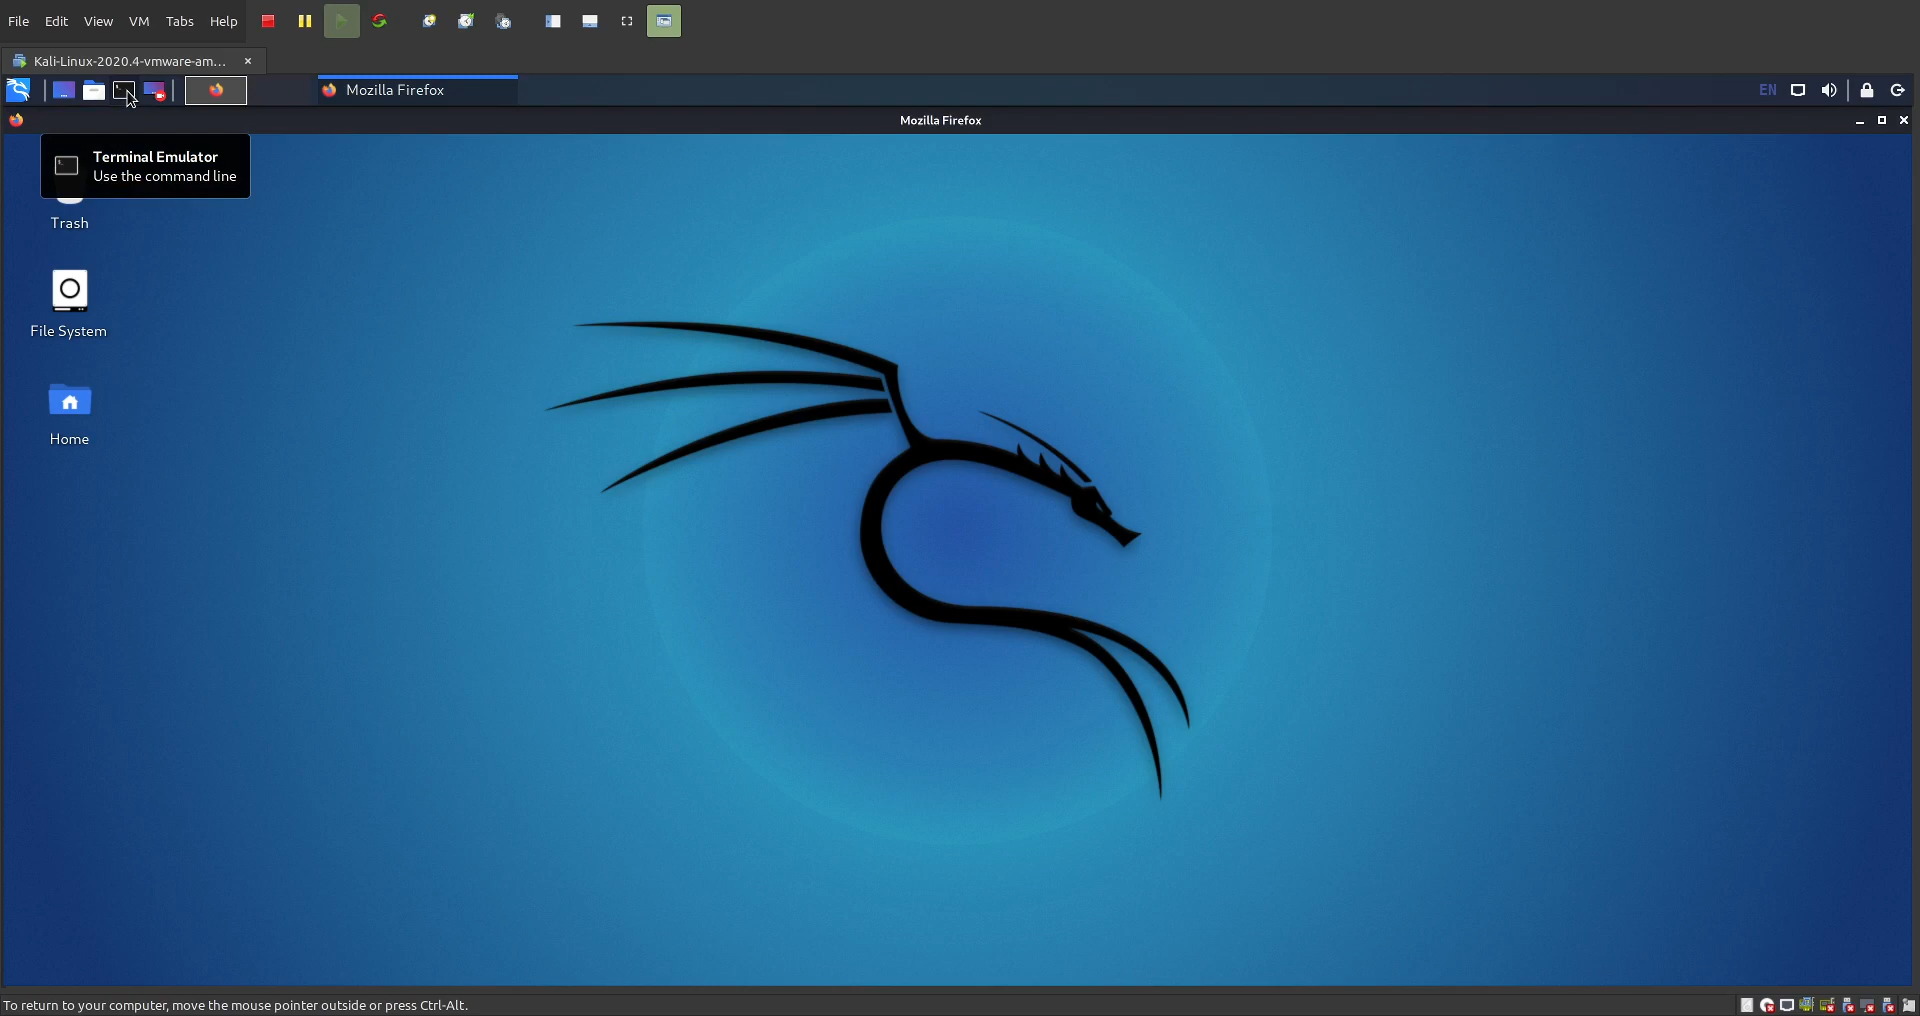 File Edit View VM Tabs Help
Kali-Linux-2020.4-vmware-am...
Mozilla Firefox
EN
Mozilla Firefox
Terminal Emulator
Use the command line
Trash
File System
Home
To return to your computer, move the mouse pointer outside or press Ctrl-Alt.